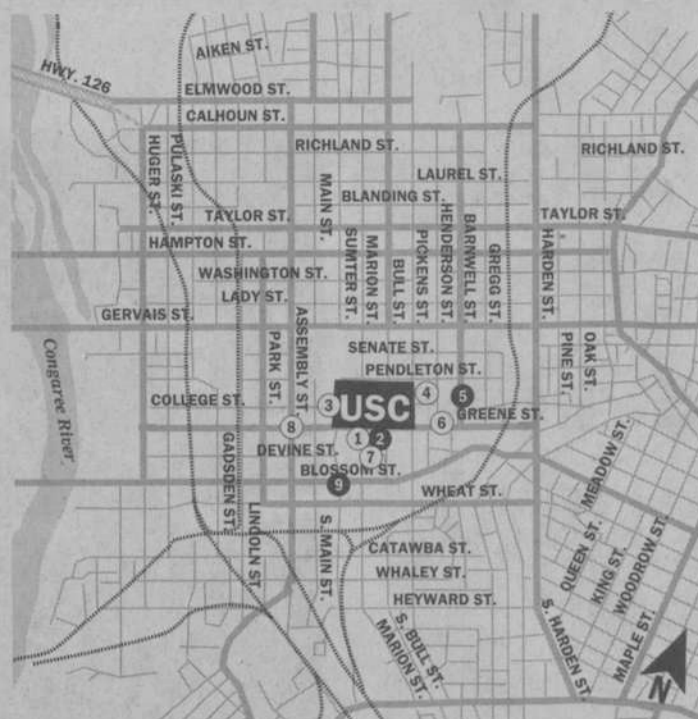 AIKEN ST.
HWY. 126
ELMWOOD ST.
CALHOUN ST.
RICHLAND ST.
RICHLAND ST.
PULASKI ST.
HUGER ST.
LAUREL ST.
MAIN ST.
BLANDING ST.
TAYLOR ST.
TAYLOR ST.
HAMPTON ST.
SUMTER ST.
MARION ST.
BULL ST.
PICKENS ST.
HENDERSON ST.
BARNWELL ST.
GREGG ST.
HARDEN ST.
WASHINGTON ST.
LADY ST.
GERVAIS ST.
ASSEMBLY ST.
PARK ST.
SENATE ST.
PENDLETON ST.
PINE ST.
OAK ST.
Congaree River
COLLEGE ST.
3
USC
4
5
6
GREENE ST.
8
1
2
7
DEVINE ST.
BLOSSOM ST.
9
GADSDEN ST.
LINCOLN ST
WHEAT ST.
MEADOW ST.
S. MAIN ST.
CATAWBA ST.
WHALEY ST.
HEYWARD ST.
QUEEN ST.
KING ST.
WOODROW ST.
MAPLE ST.
S. BULL ST.
MARION ST.
S. HARDEN ST.
N